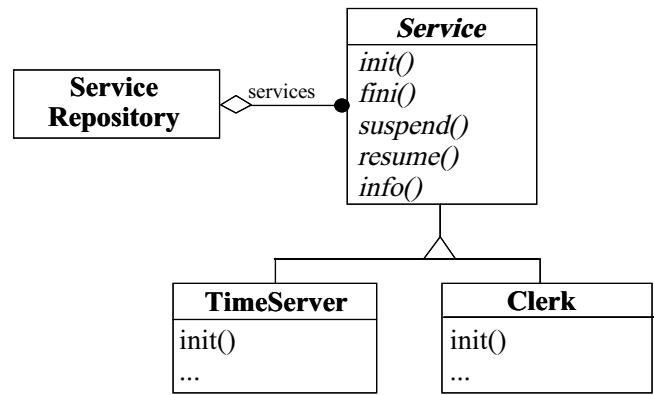 Service
init()
fini()
suspend()
resume()
info()
Service
Repository
services
TimeServer
init()
...
Clerk
init()
...